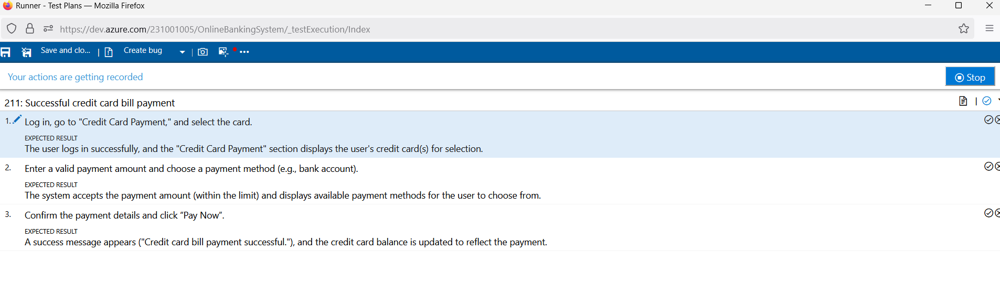 Runner - Test Plans — Mozilla Firefox
https://dev.azure.com/231001005/OnlineBankingSystem/_testExecution/Index
Save and clo... | Create bug |
Your actions are getting recorded
Stop
211: Successful credit card bill payment
1. Log in, go to "Credit Card Payment," and select the card.
EXPECTED RESULT
The user logs in successfully, and the "Credit Card Payment" section displays the user's credit card(s) for selection.
2. Enter a valid payment amount and choose a payment method (e.g., bank account).
EXPECTED RESULT
The system accepts the payment amount (within the limit) and displays available payment methods for the user to choose from.
3. Confirm the payment details and click “Pay Now”.
EXPECTED RESULT
A success message appears ("Credit card bill payment successful."), and the credit card balance is updated to reflect the payment.